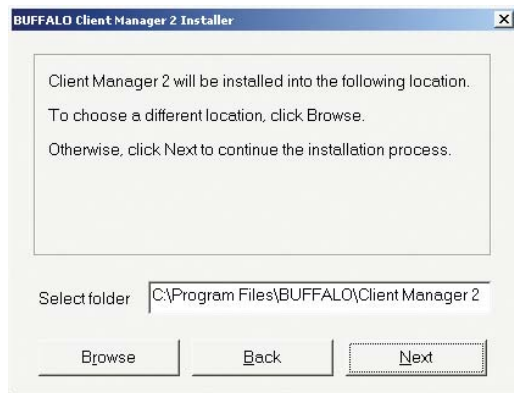 BUFFALO Client Manager 2 Installer
Client Manager 2 will be installed into the following location.
To choose a different location, click Browse.
Otherwise, click Next to continue the installation process.
Select folder C:\Program Files\BUFFALO\Client Manager 2
Browse Back Next